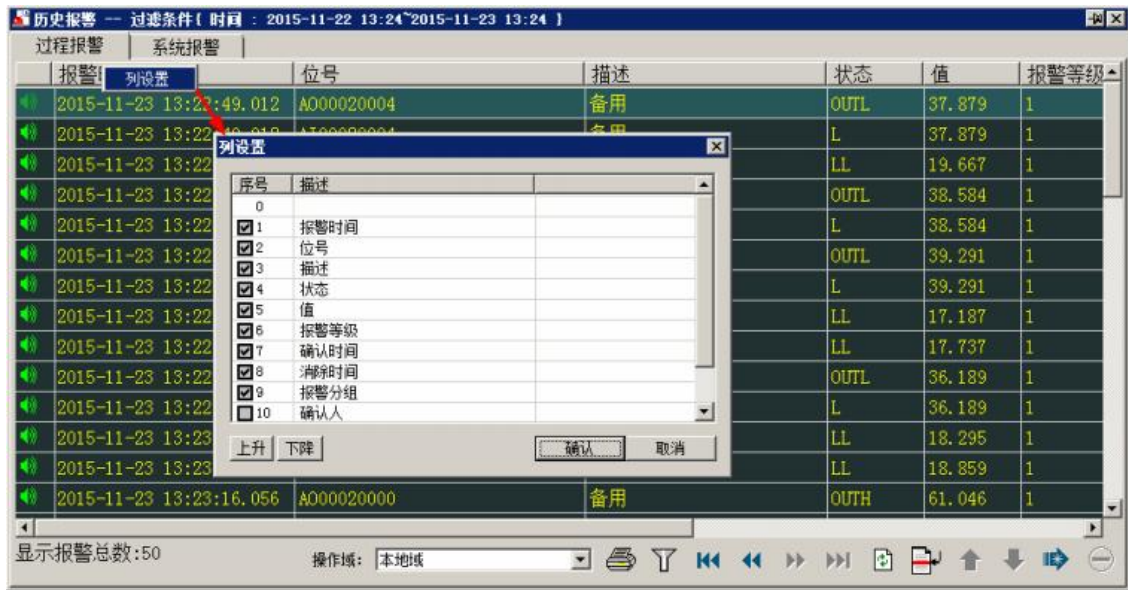 历史报警 -- 过滤条件{ 时间 : 2015-11-22 13:24~2015-11-23 13:24 }
过程报警 系统报警
报警 列设置 位号 描述 状态 值 报警等级
2015-11-23 13:22:49.012 AO00020004 备用 OUTL 37.879 1
2015-11-23 13:22 L 37.879 1
列设置
2015-11-23 13:22 LL 19.667 1
序号 描述
2015-11-23 13:22 OUTL 38.584 1
0
2015-11-23 13:22 L 38.584 1
1 报警时间
2015-11-23 13:22 OUTL 39.291 1
2 位号
3 描述
2015-11-23 13:22 L 39.291 1
4 状态
2015-11-23 13:22 LL 17.187 1
5 值
6 报警等级
2015-11-23 13:22 LL 17.737 1
7 确认时间
2015-11-23 13:22 OUTL 36.189 1
8 消除时间
9 报警分组
2015-11-23 13:22 L 36.189 1
10 确认人
2015-11-23 13:23 LL 18.295 1
上升 下降 确认 取消
2015-11-23 13:23 LL 18.859 1
2015-11-23 13:23:16.056 AO00020000 备用 OUTH 61.046 1
显示报警总数:50 操作域: 本地域